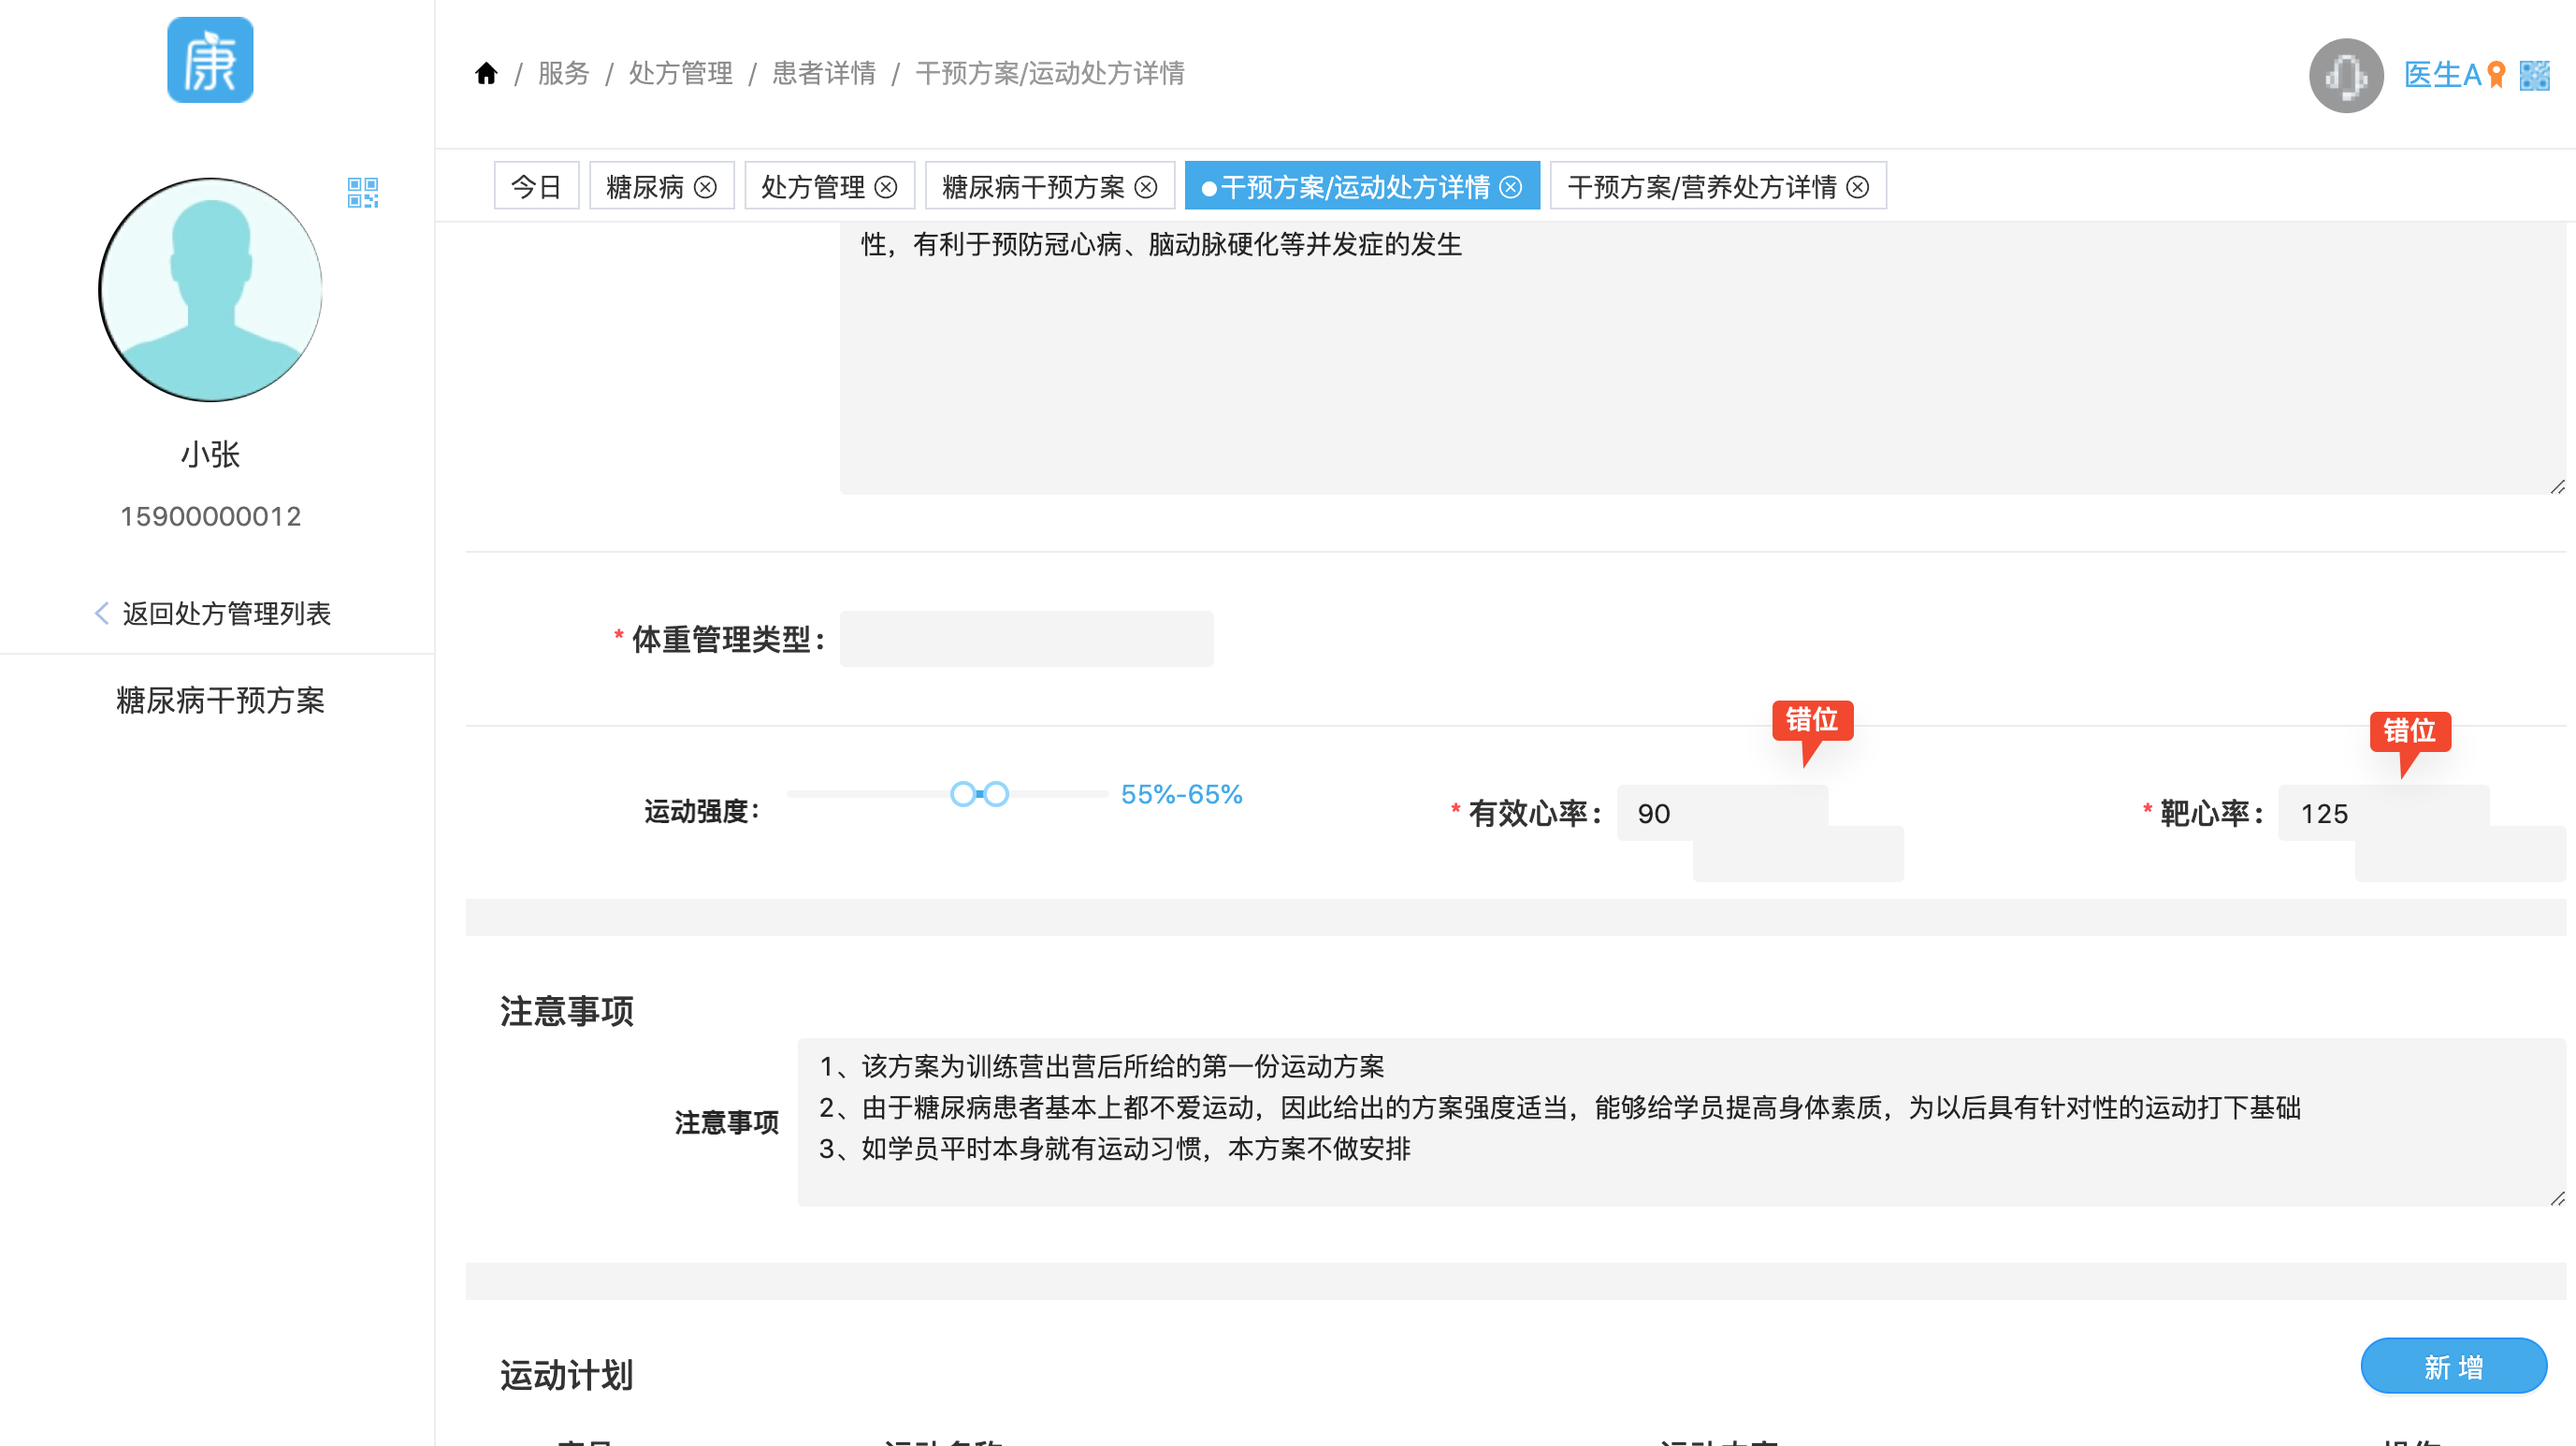 康
/ 服务 / 处方管理 / 患者详情 / 干预方案/运动处方详情
医生A
今日
糖尿病
处方管理
糖尿病干预方案
干预方案/运动处方详情
干预方案/营养处方详情
小张
15900000012
返回处方管理列表
糖尿病干预方案
性，有利于预防冠心病、脑动脉硬化等并发症的发生
* 体重管理类型：
错位
错位
运动强度：
55%-65%
* 有效心率：
90
* 靶心率：
125
注意事项
注意事项
1、该方案为训练营出营后所给的第一份运动方案
2、由于糖尿病患者基本上都不爱运动，因此给出的方案强度适当，能够给学员提高身体素质，为以后具有针对性的运动打下基础
3、如学员平时本身就有运动习惯，本方案不做安排
运动计划
新 增